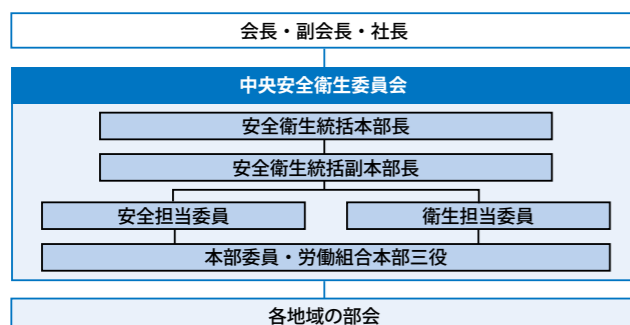 会長・副会長・社長
中央安全衛生委員会
安全衛生統括本部長
安全衛生統括副本部長
安全担当委員
衛生担当委員
本部委員・労働組合本部三役
各地域の部会